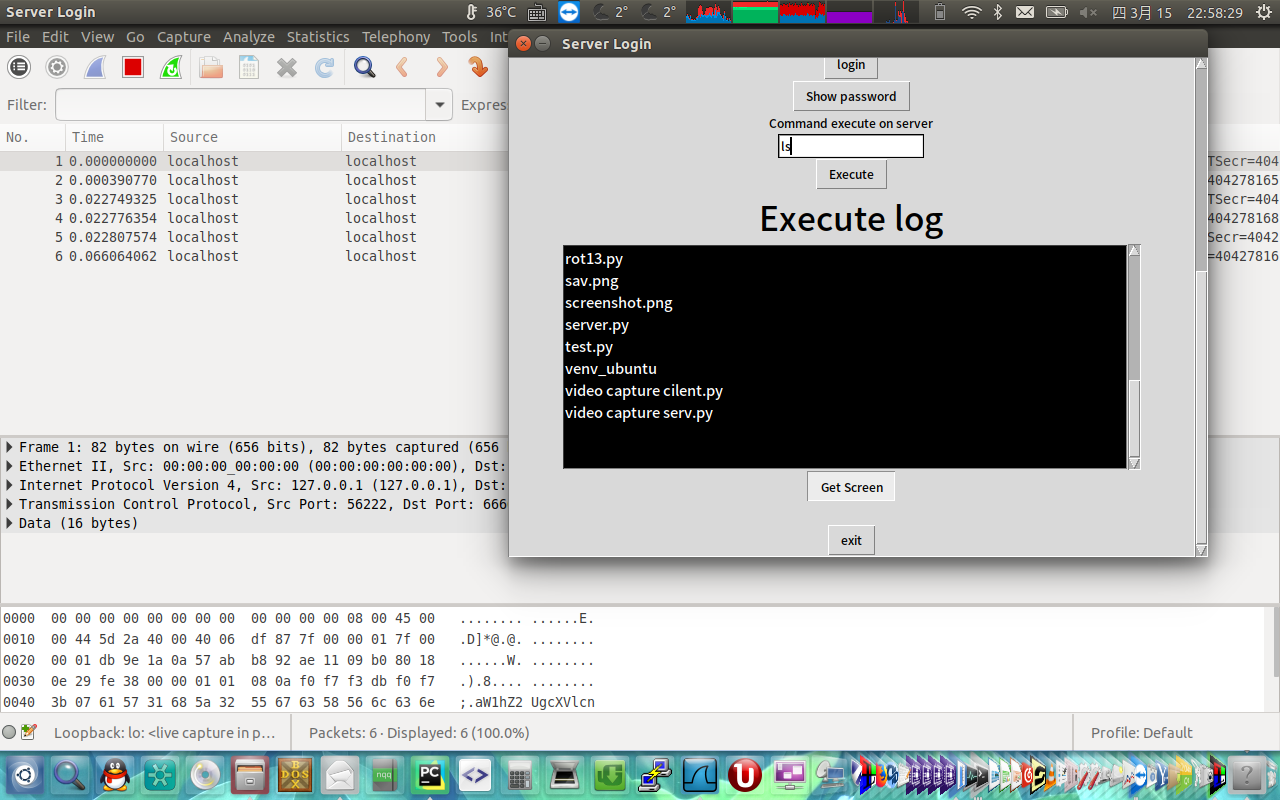 Server Login 36°C 2° 2° 四 3月 15 22:58:29
File Edit View Go Capture Analyze Statistics Telephony Tools Int
Server Login
login
Filter: Expres
Show password
Command execute on server
ls
Execute
No. Time Source Destination
1 0.000000000 localhost localhost TSecr=404
2 0.000390770 localhost localhost 404278165
3 0.022749325 localhost localhost TSecr=404
4 0.022776354 localhost localhost 404278168
5 0.022807574 localhost localhost Secr=4042
6 0.066064062 localhost localhost =40427816
Execute log
rot13.py
sav.png
screenshot.png
server.py
test.py
venv_ubuntu
video capture cilent.py
video capture serv.py
Get Screen
exit
Frame 1: 82 bytes on wire (656 bits), 82 bytes captured (656
Ethernet II, Src: 00:00:00_00:00:00 (00:00:00:00:00:00), Dst:
Internet Protocol Version 4, Src: 127.0.0.1 (127.0.0.1), Dst:
Transmission Control Protocol, Src Port: 56222, Dst Port: 666
Data (16 bytes)
0000 00 00 00 00 00 00 00 00 00 00 00 00 08 00 45 00 ........ ......E.
0010 00 44 5d 2a 40 00 40 06 df 87 7f 00 00 01 7f 00 .D]*@.@. ........
0020 00 01 db 9e 1a 0a 57 ab b8 92 ae 11 09 b0 80 18 ......W. ........
0030 0e 29 fe 38 00 00 01 01 08 0a f0 f7 f3 db f0 f7 .).8.... ........
0040 3b 07 61 57 31 68 5a 32 55 67 63 58 56 6c 63 6e ;.aW1hZ2 UgcXVlcn
Loopback: lo: <live capture in p… Packets: 6 · Displayed: 6 (100.0%) Profile: Default
BOSX DOS nqq PC <>